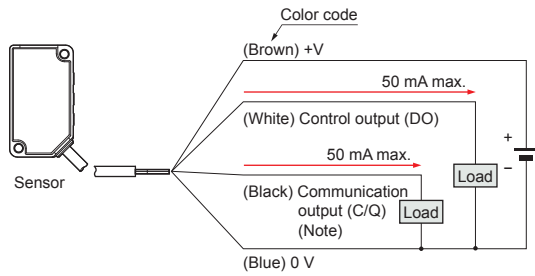 Color code
(Brown) +V
50 mA max.
(White) Control output (DO)
+
−
50 mA max.
Load
Sensor
(Black) Communication
output (C/Q)
(Note)
Load
(Blue) 0 V